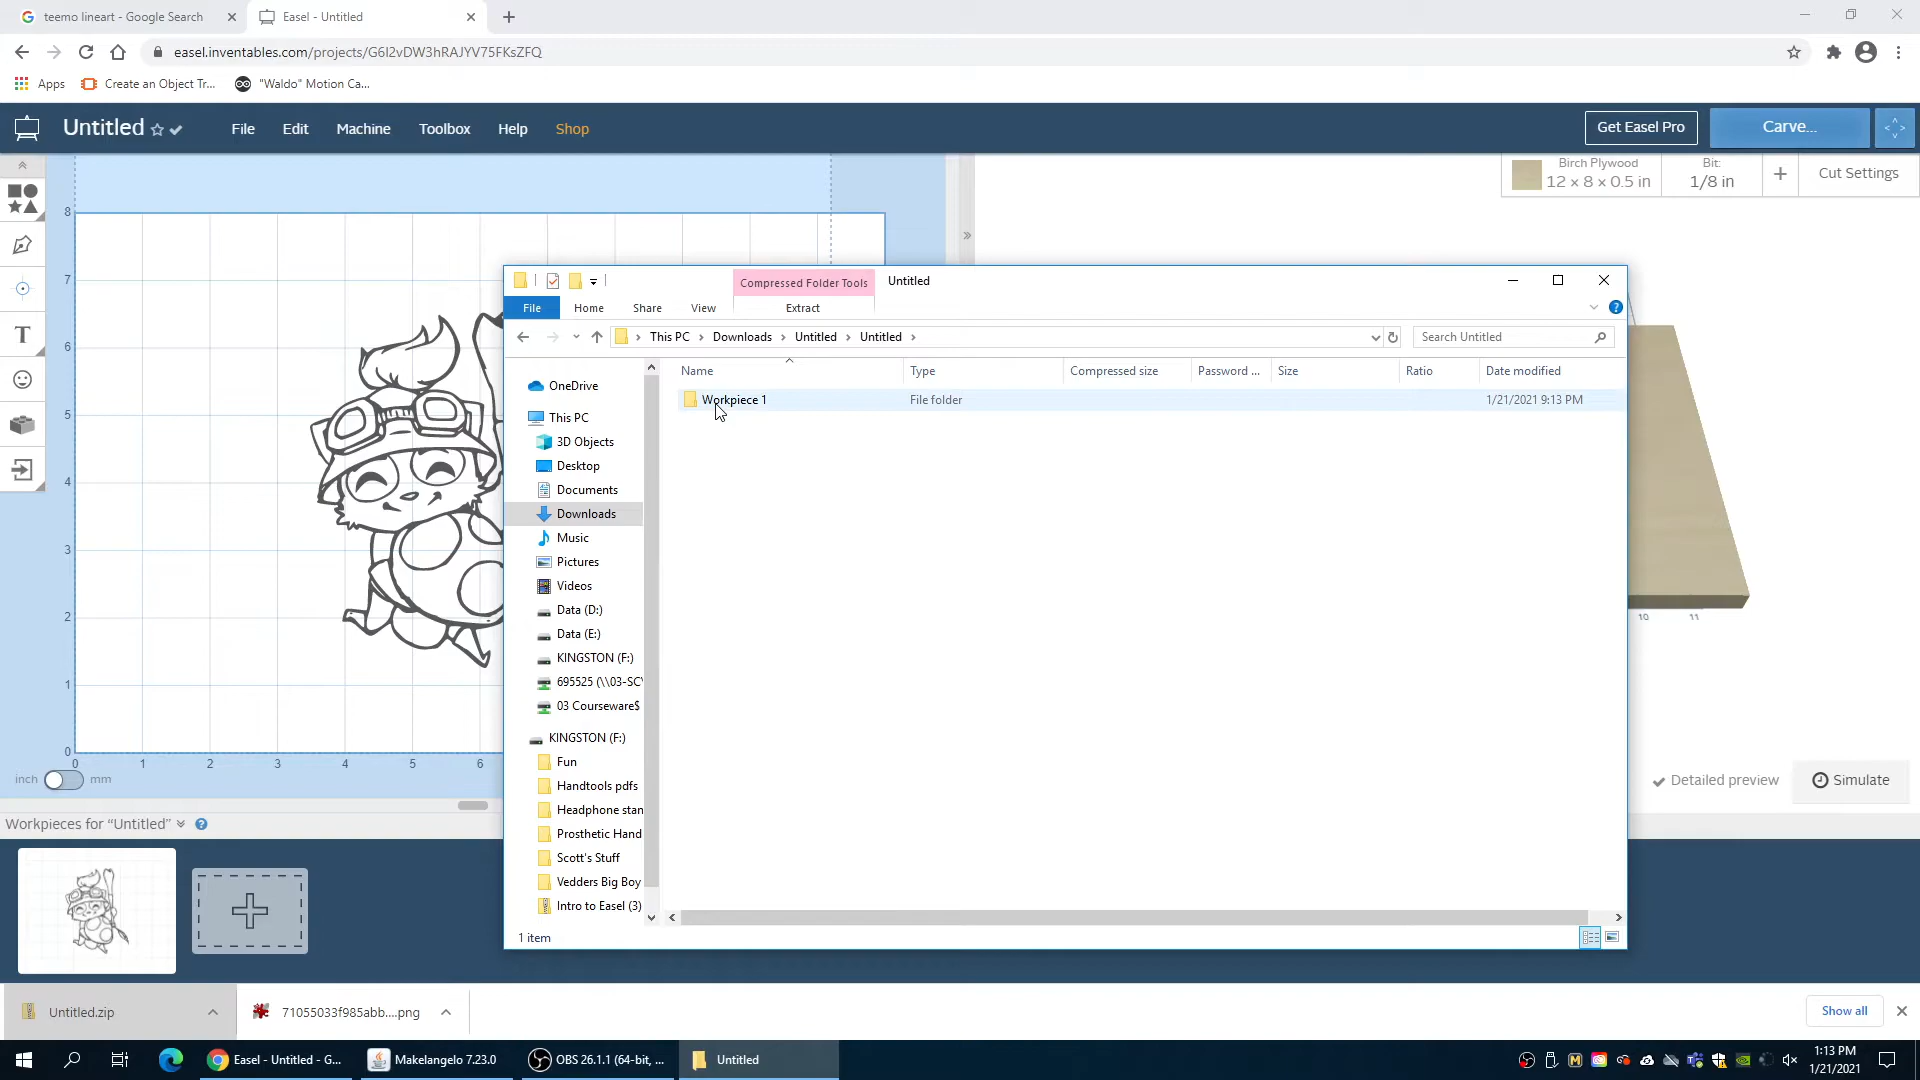 teemo lineart - Google Search
Easel - Untitled
easel.inventables.com/projects/G6I2vDW3hRAJYV75FKsZFQ
Apps
Create an Object Tr...
"Waldo" Motion Ca...
Untitled
File
Edit
Machine
Toolbox
Help
Shop
Get Easel Pro
Carve...
Birch Plywood
12 × 8 × 0.5 in
Bit:
1/8 in
Cut Settings
8
7
6
5
4
3
2
1
0
0
1
2
3
4
5
6
inch
mm
Compressed Folder Tools
Untitled
File
Home
Share
View
Extract
This PC
Downloads
Untitled
Untitled
Search Untitled
Name
Type
Compressed size
Password ...
Size
Ratio
Date modified
Workpiece 1
File folder
1/21/2021 9:13 PM
OneDrive
This PC
3D Objects
Desktop
Documents
Downloads
Music
Pictures
Videos
Data (D:)
Data (E:)
KINGSTON (F:)
695525 (\\03-SC
03 Courseware$
KINGSTON (F:)
Fun
Handtools pdfs
Headphone stan
Prosthetic Hand
Scott's Stuff
Vedders Big Boy
Intro to Easel (3)
1 item
10
11
Detailed preview
Simulate
Workpieces for “Untitled”
Untitled.zip
71055033f985abb....png
Show all
Easel - Untitled - G...
Makelangelo 7.23.0
OBS 26.1.1 (64-bit, ...
Untitled
1:13 PM
1/21/2021